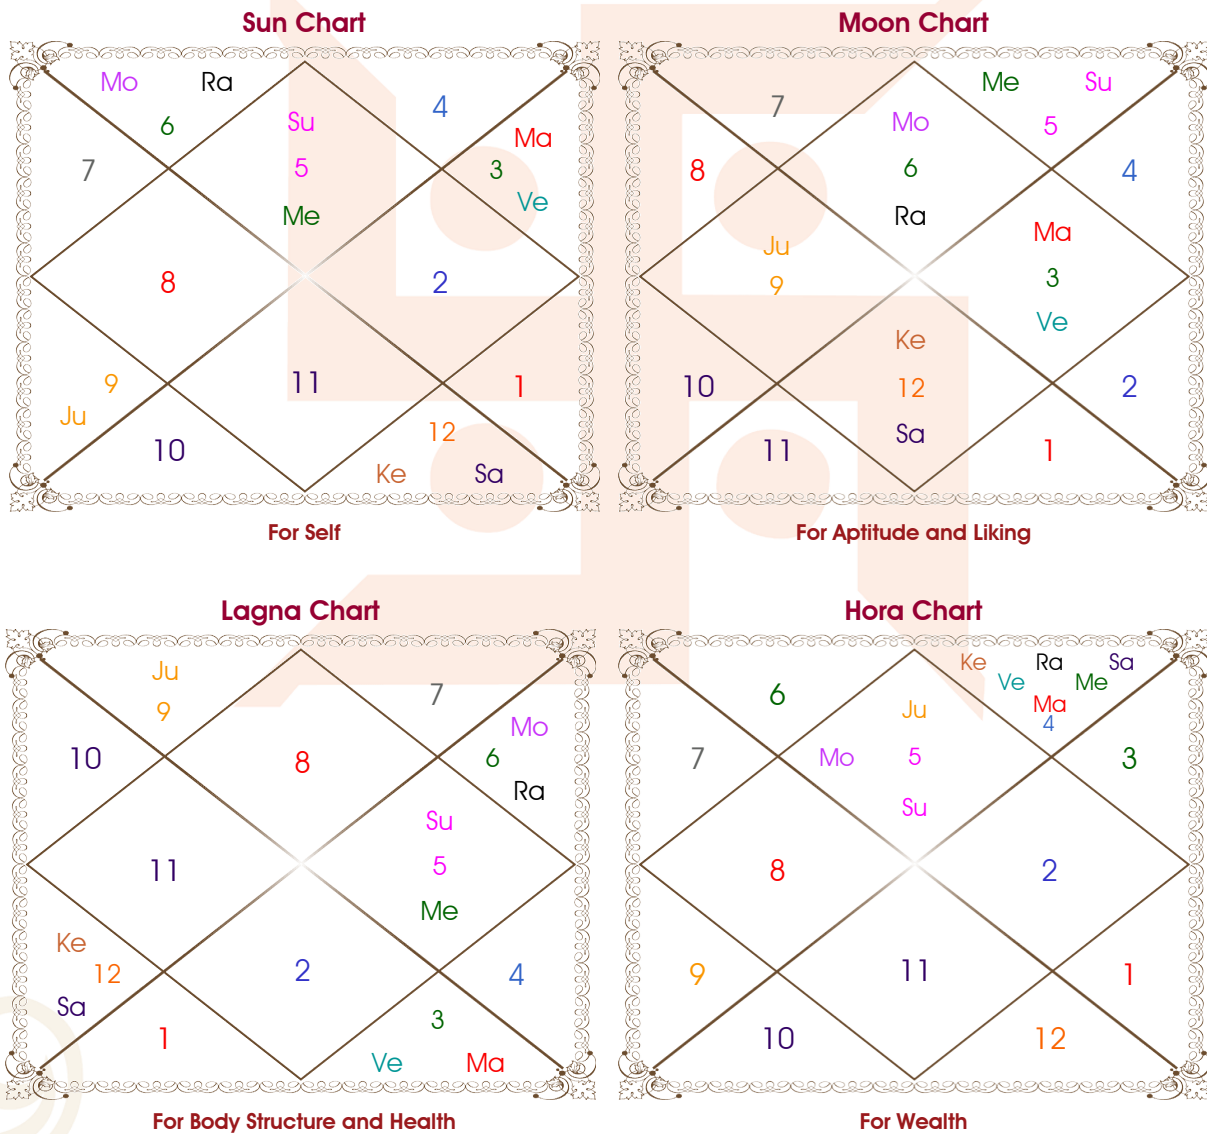 Sun Chart
Mo Ra
6
7
Su
5
Me
4
Ma
3
Ve
8
2
9
Ju
10
11
1
12
Ke Sa
For Self
Moon Chart
7
8
Mo
6
Ra
Me Su
5
4
Ju
9
Ma
3
Ve
10
11
Ke
12
Sa
2
1
For Aptitude and Liking
Lagna Chart
Ju
9
10
8
7
Mo
6
Ra
11
Su
5
Me
Ke
12
Sa
1
2
4
3
Ve Ma
For Body Structure and Health
Hora Chart
6
7
Ju
Mo 5
Su
Ke Ra Sa
Ve Me
Ma
4
3
8
2
9
10
11
1
12
For Wealth